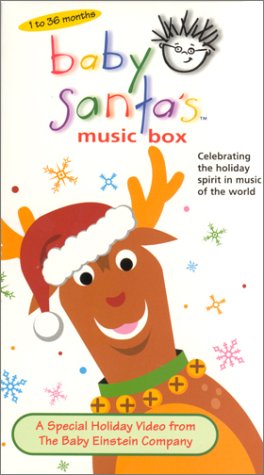 1 to 36 months
baby
santa's™
music box
Celebrating
the holiday
spirit in music
of the world
A Special Holiday Video from
The Baby Einstein Company